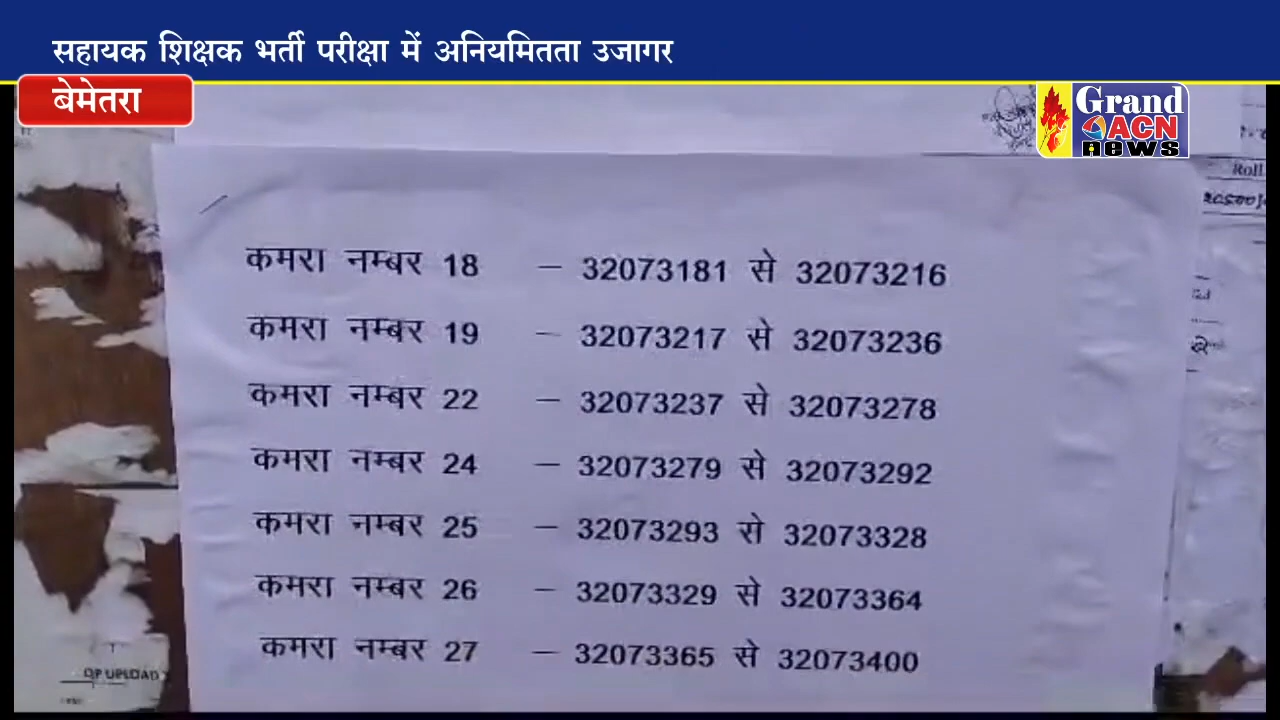 सहायक शिक्षक भर्ती परीक्षा में अनियमितता उजागर
बेमेतरा
Grand
ACN
news
Roll
कमरा नम्बर 18 – 32073181 से 32073216
कमरा नम्बर 19 – 32073217 से 32073236
कमरा नम्बर 22 – 32073237 से 32073278
कमरा नम्बर 24 – 32073279 से 32073292
कमरा नम्बर 25 – 32073293 से 32073328
कमरा नम्बर 26 – 32073329 से 32073364
कमरा नम्बर 27 – 32073365 से 32073400
QP UPLOAD